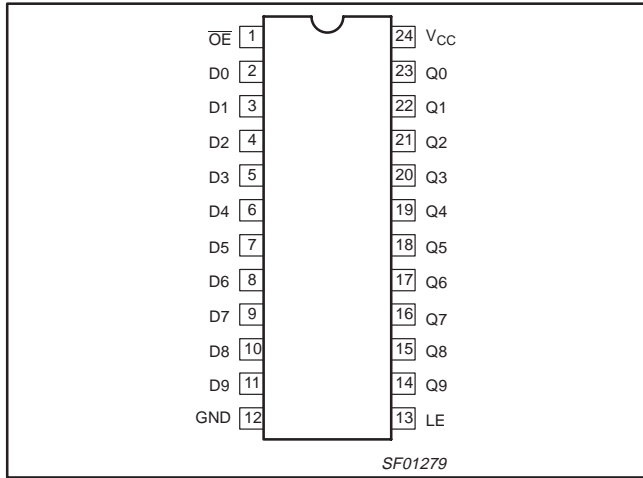 O̅E̅ 1 24 VCC
D0 2 23 Q0
D1 3 22 Q1
D2 4 21 Q2
D3 5 20 Q3
D4 6 19 Q4
D5 7 18 Q5
D6 8 17 Q6
D7 9 16 Q7
D8 10 15 Q8
D9 11 14 Q9
GND 12 13 LE
SF01279